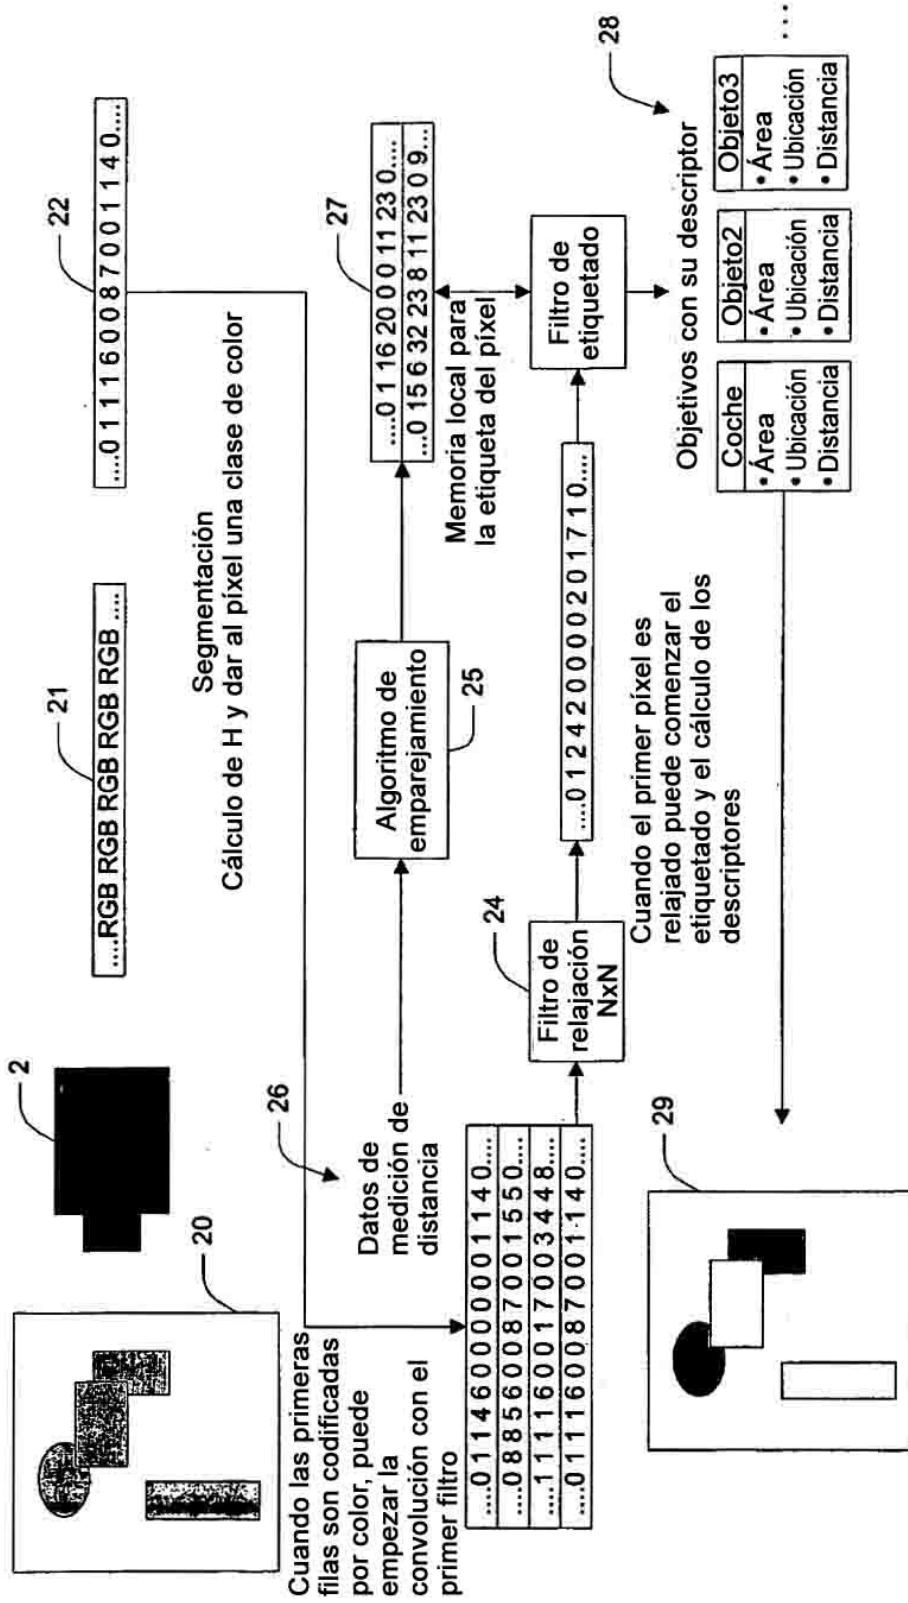 20
2
21
....RGB RGB RGB RGB RGB ....
22
....0 1 1 1 6 0 0 8 7 0 0 1 1 4 0....
Segmentación
Cálculo de H y dar al píxel una clase de color
Cuando las primeras
filas son codificadas
por color, puede
empezar la
convolución con el
primer filtro
26
Datos de
medición de
distancia
Algoritmo de
emparejamiento
25
27
....0 1 16 20 0 0 11 23 0....
...0 15 6 32 23 8 11 23 0 9...
Memoria local para
la etiqueta del píxel
....0 1 1 4 6 0 0 0 0 0 0 1 1 4 0....
....0 8 8 5 6 0 0 8 7 0 0 1 5 5 0....
....1 1 1 1 6 0 0 1 7 0 0 3 4 4 8....
....0 1 1 1 6 0 0 8 7 0 0 1 1 4 0....
24
Filtro de
relajación
NxN
....0 1 2 4 2 0 0 0 0 2 0 1 7 1 0....
Filtro de
etiquetado
Cuando el primer píxel es
relajado puede comenzar el
etiquetado y el cálculo de los
descriptores
Objetivos con su descriptor
28
Coche
• Área
• Ubicación
• Distancia
Objeto2
• Área
• Ubicación
• Distancia
Objeto3
• Área
• Ubicación
• Distancia
...
29